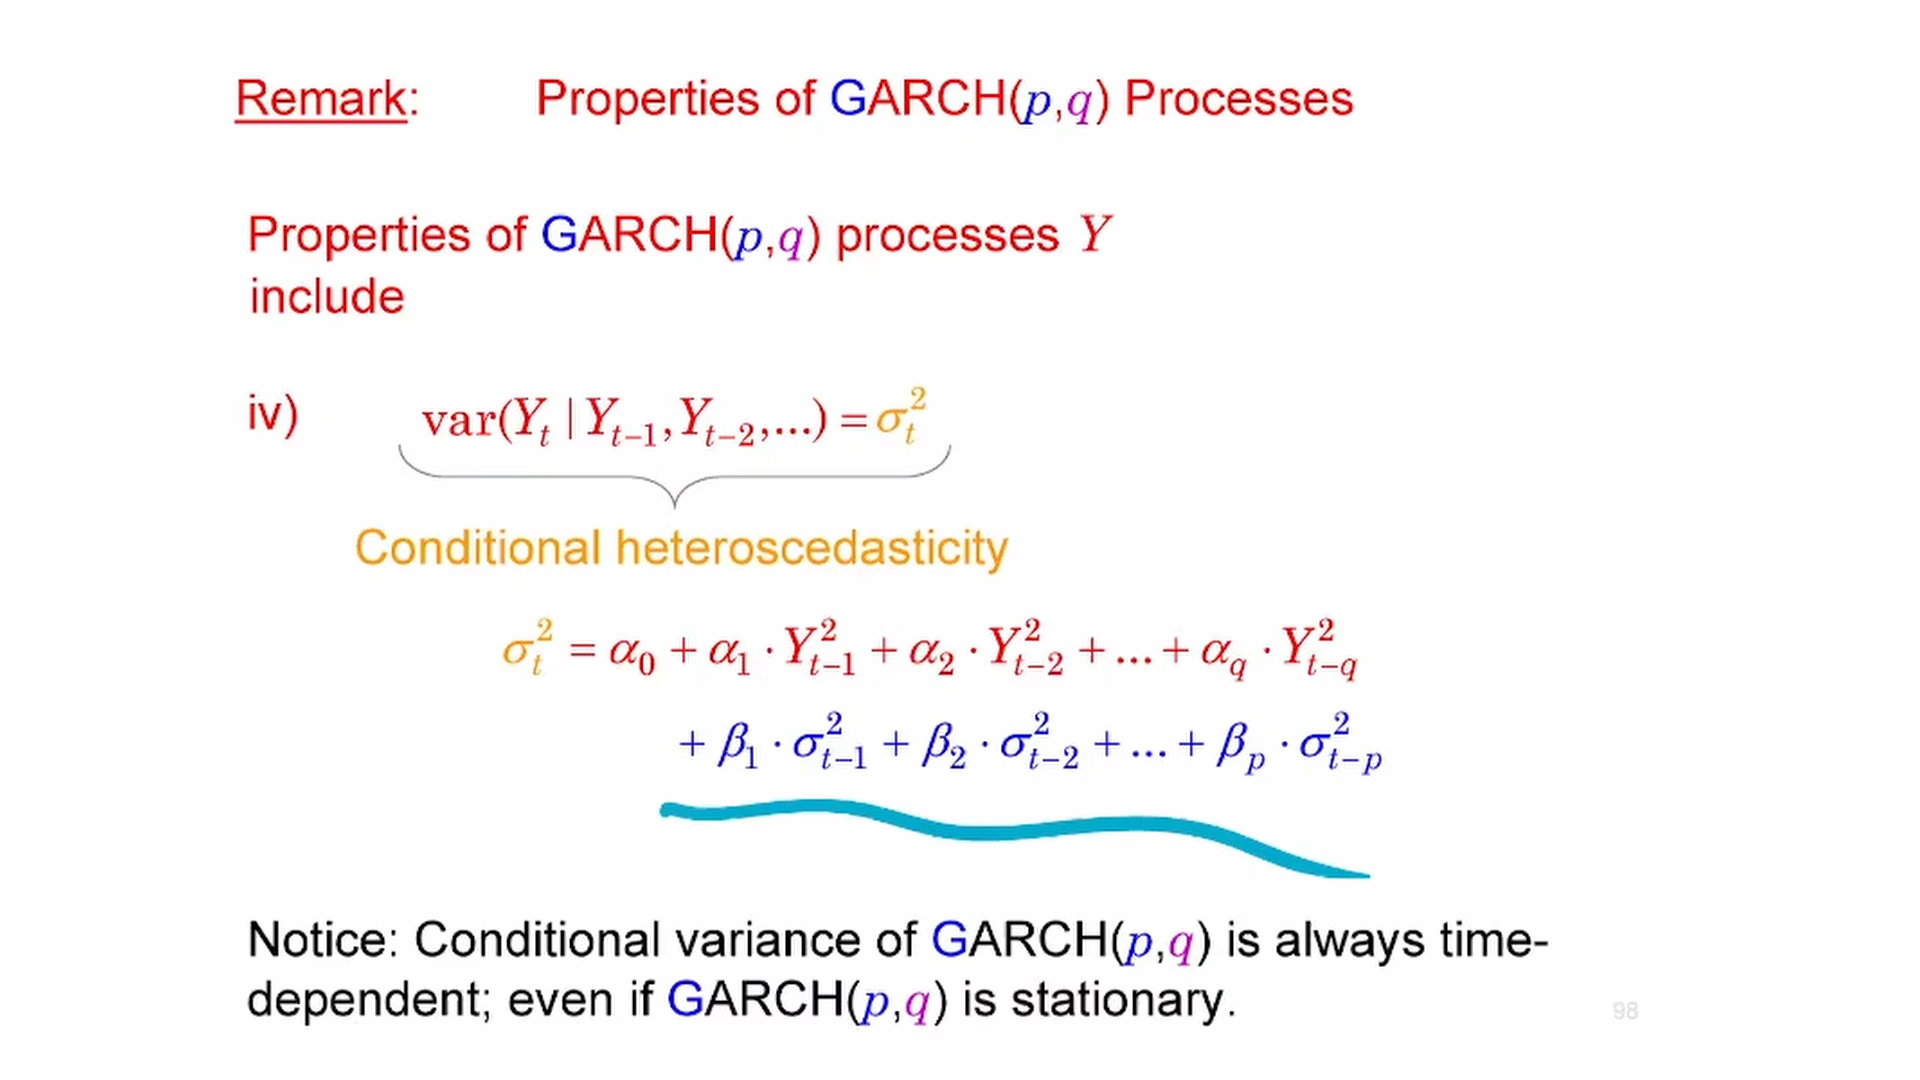 Remark: Properties of GARCH(p,q) Processes
Properties of GARCH(p,q) processes Y
include
iv) var(Y_t | Y_{t−1}, Y_{t−2},...) = σ_t^2
Conditional heteroscedasticity
σ_t^2 = α_0 + α_1 · Y_{t−1}^2 + α_2 · Y_{t−2}^2 + ... + α_q · Y_{t−q}^2
+ β_1 · σ_{t−1}^2 + β_2 · σ_{t−2}^2 + ... + β_p · σ_{t−p}^2
Notice: Conditional variance of GARCH(p,q) is always time-
dependent; even if GARCH(p,q) is stationary.
98